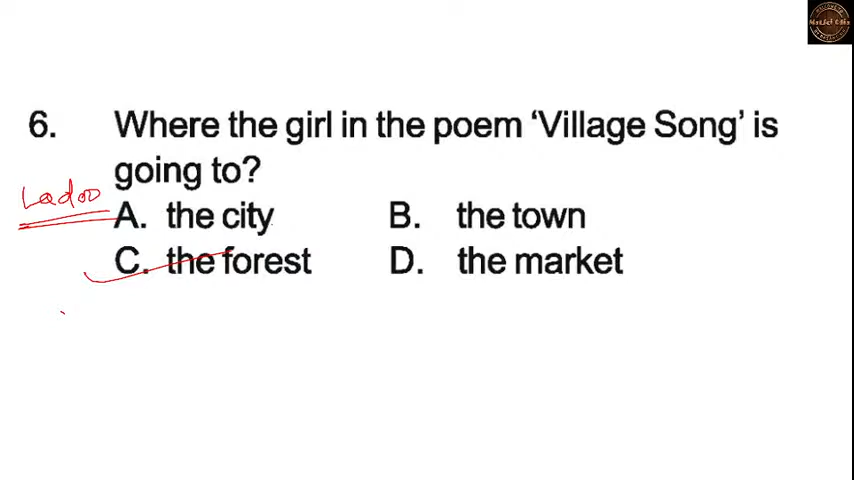 6. Where the girl in the poem ‘Village Song’ is
going to?
Ladoo
A. the city B. the town
C. the forest D. the market